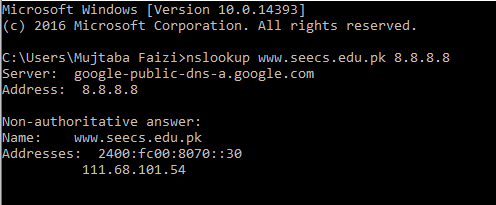 Microsoft Windows [Version 10.0.14393]
(c) 2016 Microsoft Corporation. All rights reserved.
C:\Users\Mujtaba Faizi>nslookup www.seecs.edu.pk 8.8.8.8
Server:  google-public-dns-a.google.com
Address:  8.8.8.8
Non-authoritative answer:
Name:    www.seecs.edu.pk
Addresses:  2400:fc00:8070::30
          111.68.101.54